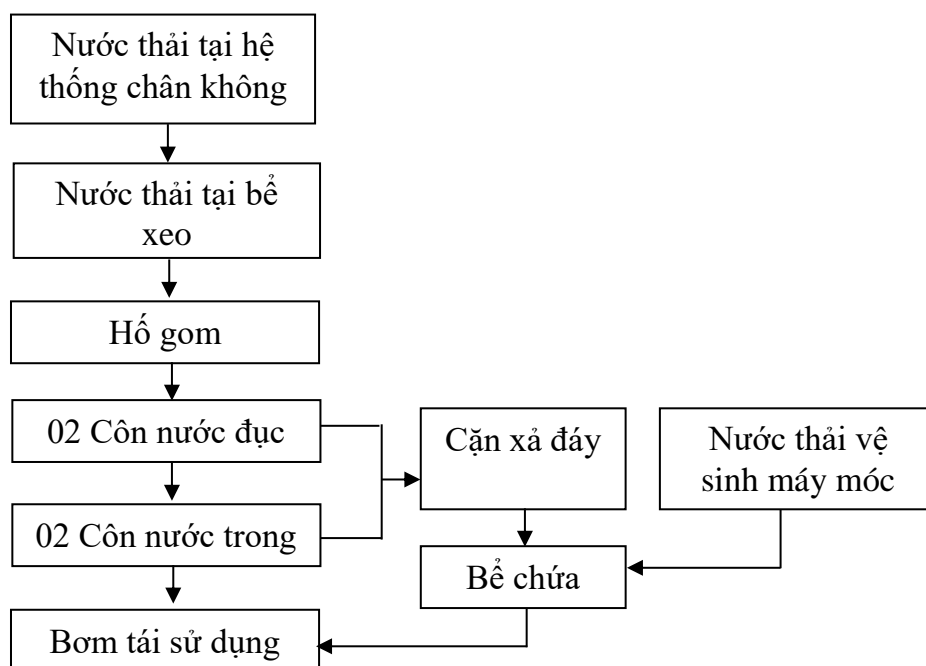 Nước thải tại hệ
thống chân không
Nước thải tại bể
xeo
Hố gom
02 Côn nước đục
Cặn xả đáy
Nước thải vệ
sinh máy móc
02 Côn nước trong
Bể chứa
Bơm tái sử dụng